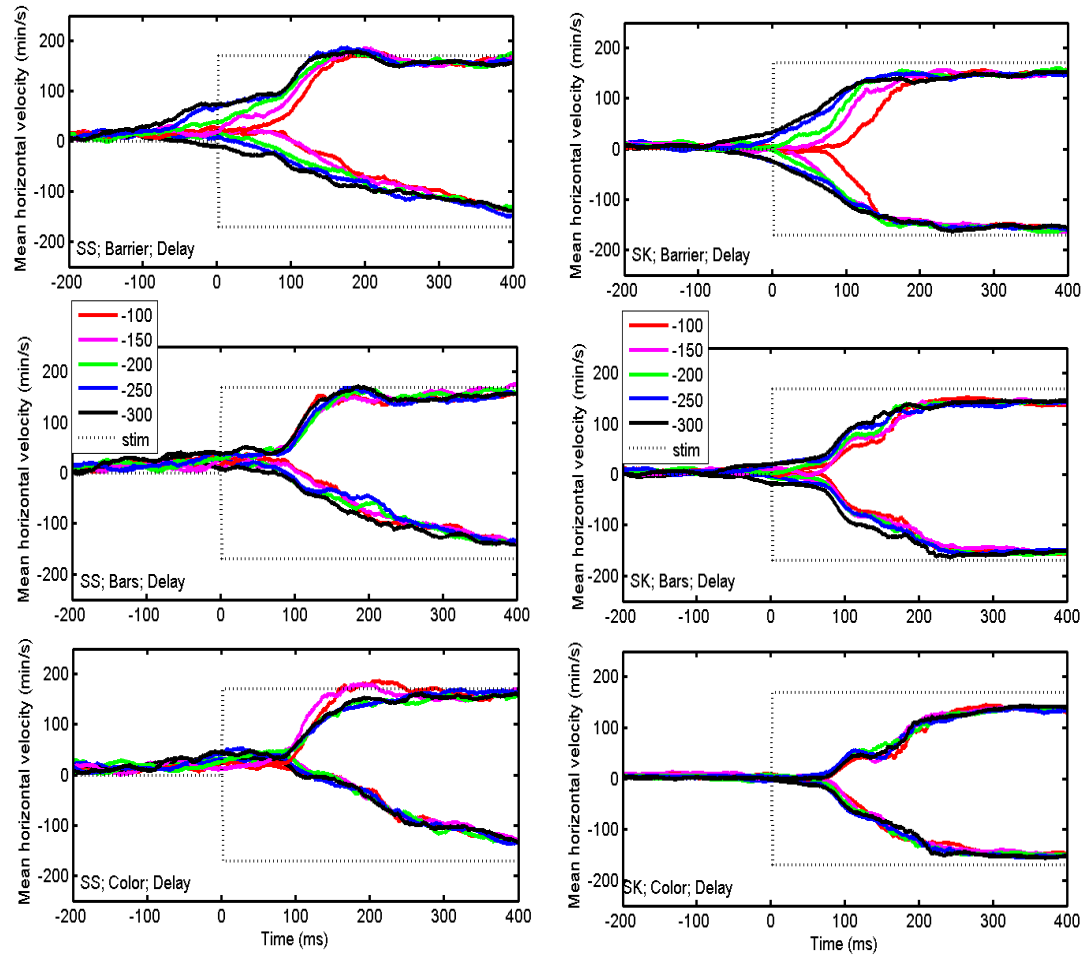 Mean horizontal velocity (min/s)
200
100
0
-100
-200
SS; Barrier; Delay
-200 -100 0 100 200 300 400
Mean horizontal velocity (min/s)
200
100
0
-100
-200
SK; Barrier; Delay
-200 -100 0 100 200 300 400
Mean horizontal velocity (min/s)
200
100
0
-100
-200
-100
-150
-200
-250
-300
stim
SS; Bars; Delay
-200 -100 0 100 200 300 400
Mean horizontal velocity (min/s)
200
100
0
-100
-200
-100
-150
-200
-250
-300
stim
SK; Bars; Delay
-200 -100 0 100 200 300 400
Mean horizontal velocity (min/s)
200
100
0
-100
-200
SS; Color; Delay
-200 -100 0 100 200 300 400
Time (ms)
Mean horizontal velocity (min/s)
200
100
0
-100
-200
SK; Color; Delay
-200 -100 0 100 200 300 400
Time (ms)